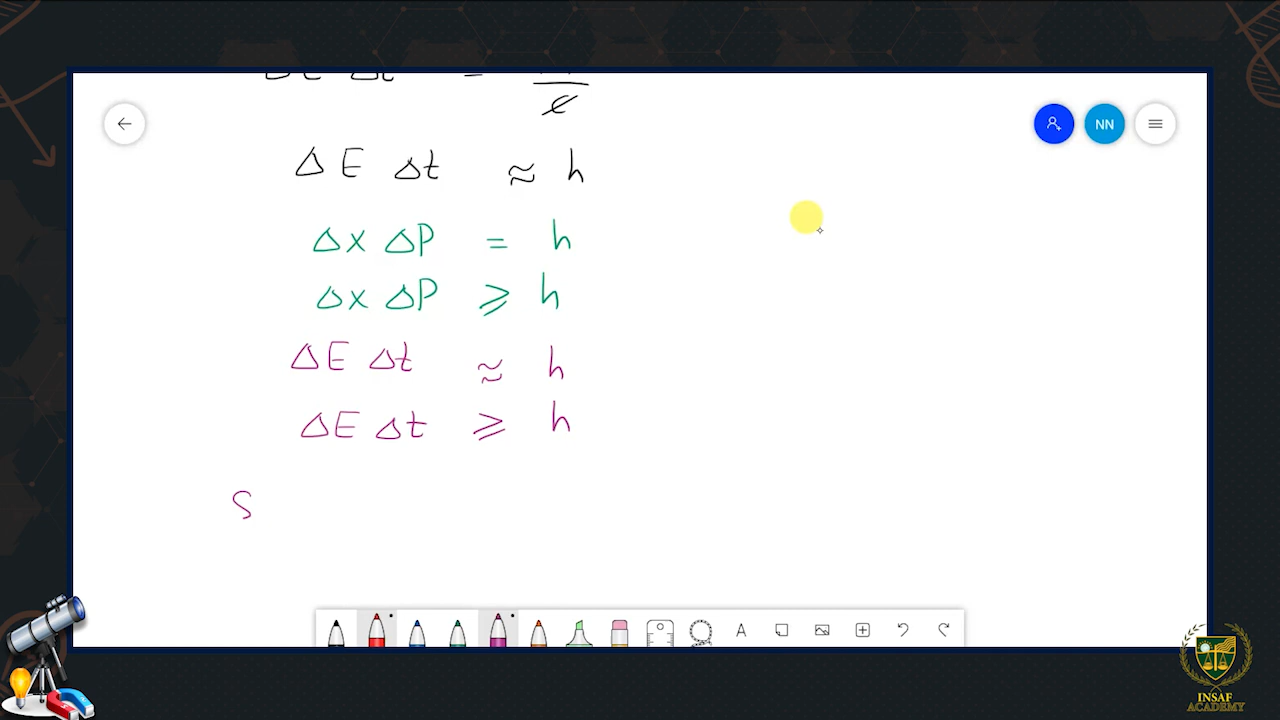 ΔE Δt ≈ h
NN
Δx ΔP = h
Δx ΔP ⩾ h
ΔE Δt ≈ h
ΔE Δt ⩾ h
S
A
INSAF
ACADEMY